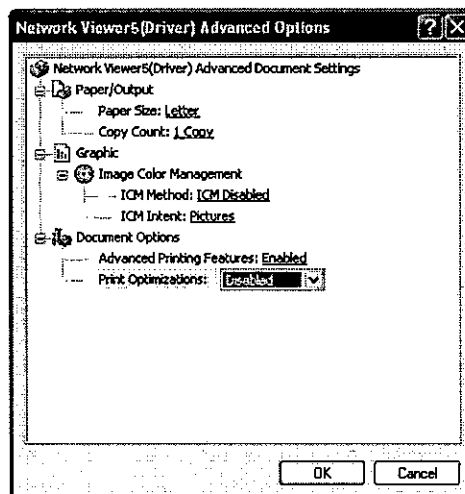 Network Viewer5(Driver) Advanced Options
Network Viewer5(Driver) Advanced Document Settings
Paper/Output
Paper Size: Letter
Copy Count: 1 Copy
Graphic
Image Color Management
ICM Method: ICM Disabled
ICM Intent: Pictures
Document Options
Advanced Printing Features: Enabled
Print Optimizations: Disabled
OK Cancel